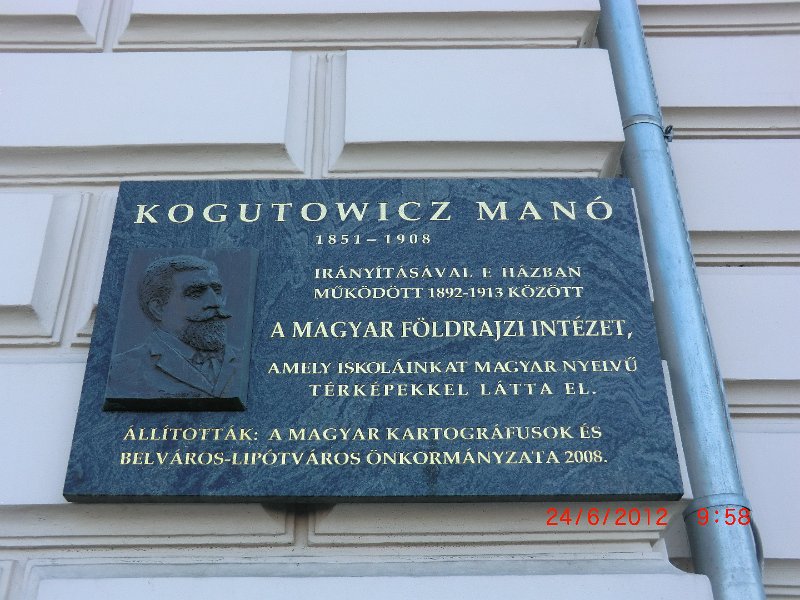 KOGUTOWICZ MANÓ
1851–1908
IRÁNYÍTÁSÁVAL E HÁZBAN
MŰKÖDÖTT 1892-1913 KÖZÖTT
A MAGYAR FÖLDRAJZI INTÉZET,
AMELY ISKOLÁINKAT MAGYAR NYELVŰ
TÉRKÉPEKKEL LÁTTA EL.
ÁLLÍTOTTÁK: A MAGYAR KARTOGRÁFUSOK ÉS
BELVÁROS-LIPÓTVÁROS ÖNKORMÁNYZATA 2008.
24/6/2012 9:58